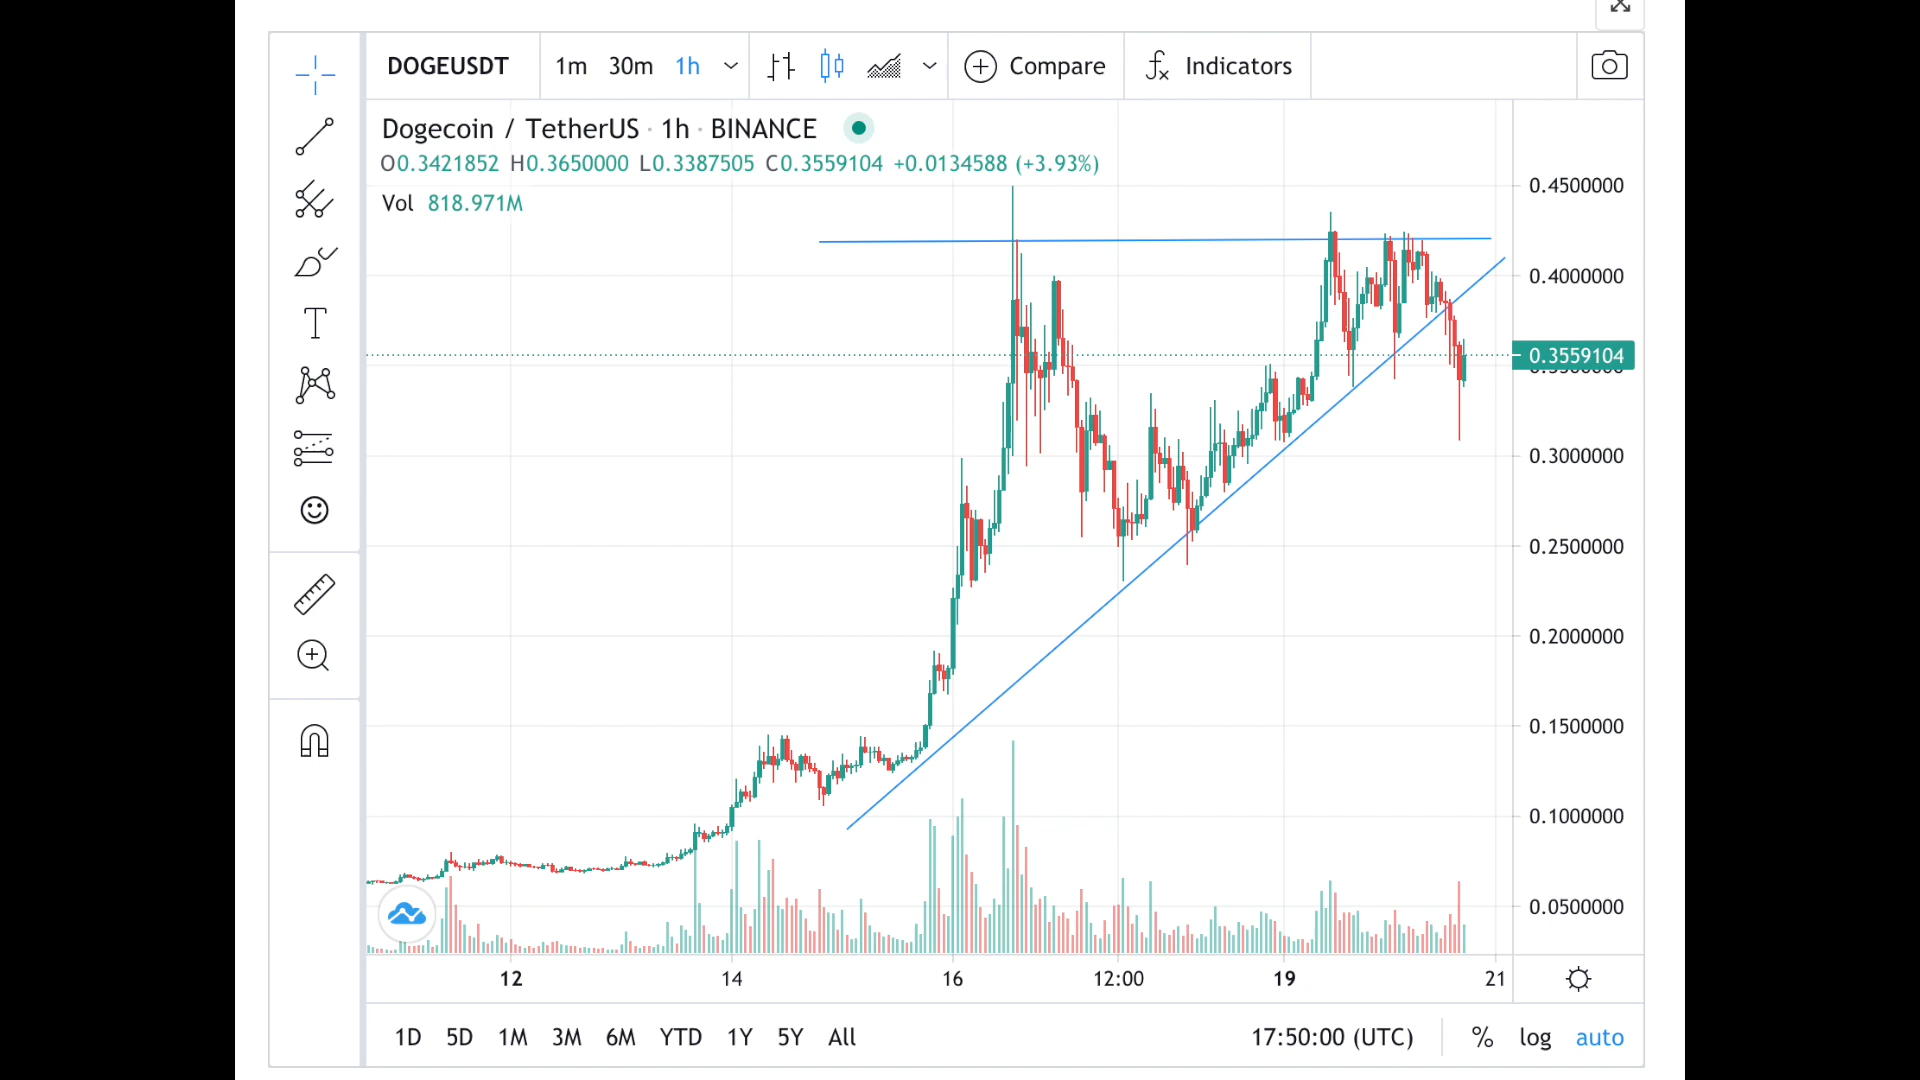 DOGEUSDT 1m 30m 1h Compare Indicators
Dogecoin / TetherUS · 1h · BINANCE
O0.3421852 H0.3650000 L0.3387505 C0.3559104 +0.0134588 (+3.93%)
Vol 818.971M
0.4500000
0.4000000
0.3559104
0.3000000
0.2500000
0.2000000
0.1500000
0.1000000
0.0500000
12 14 16 12:00 19 21
1D 5D 1M 3M 6M YTD 1Y 5Y All 17:50:00 (UTC) % log auto